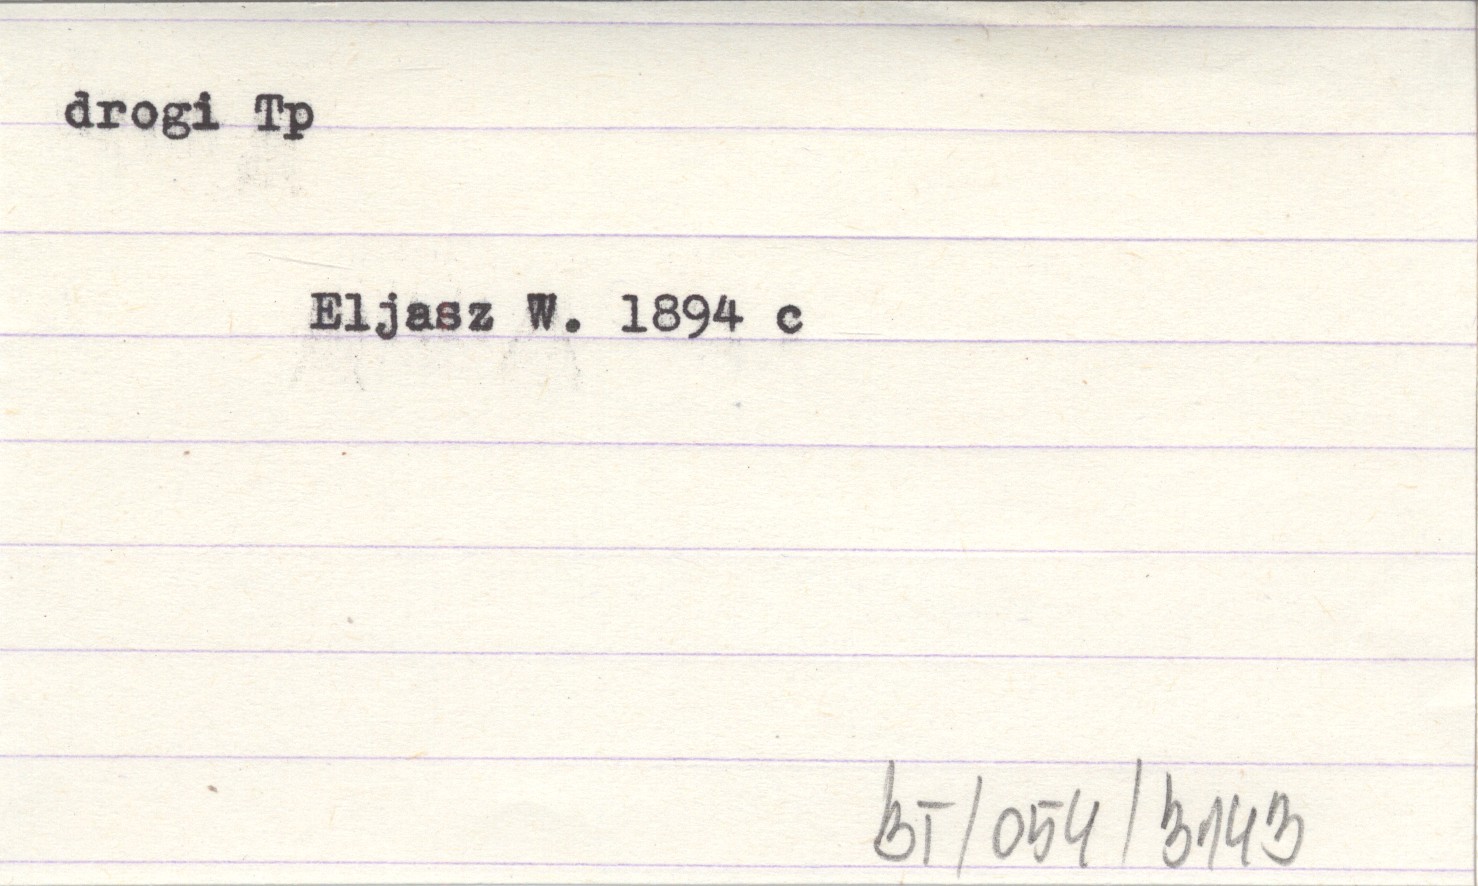 drogi Tp
Eljasz W. 1894 c
BT/054/3143